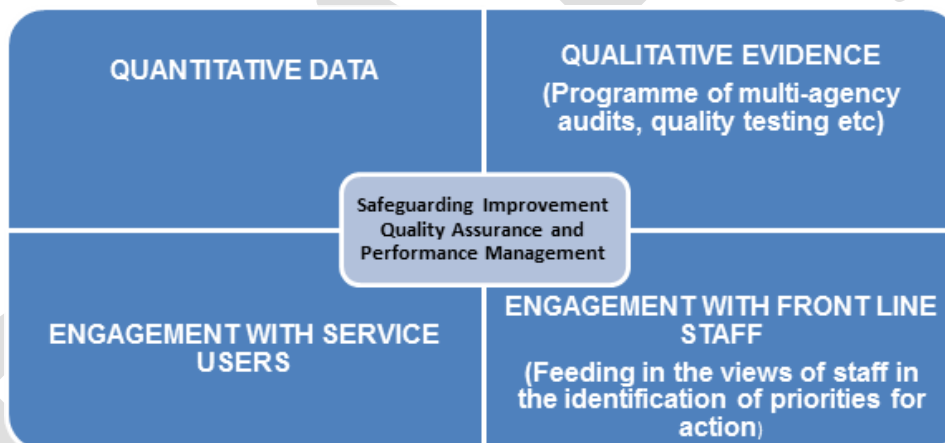 QUANTITATIVE DATA
QUALITATIVE EVIDENCE
(Programme of multi-agency
audits, quality testing etc)
Safeguarding Improvement
Quality Assurance and
Performance Management
ENGAGEMENT WITH SERVICE
USERS
ENGAGEMENT WITH FRONT LINE
STAFF
(Feeding in the views of staff in
the identification of priorities for
action)